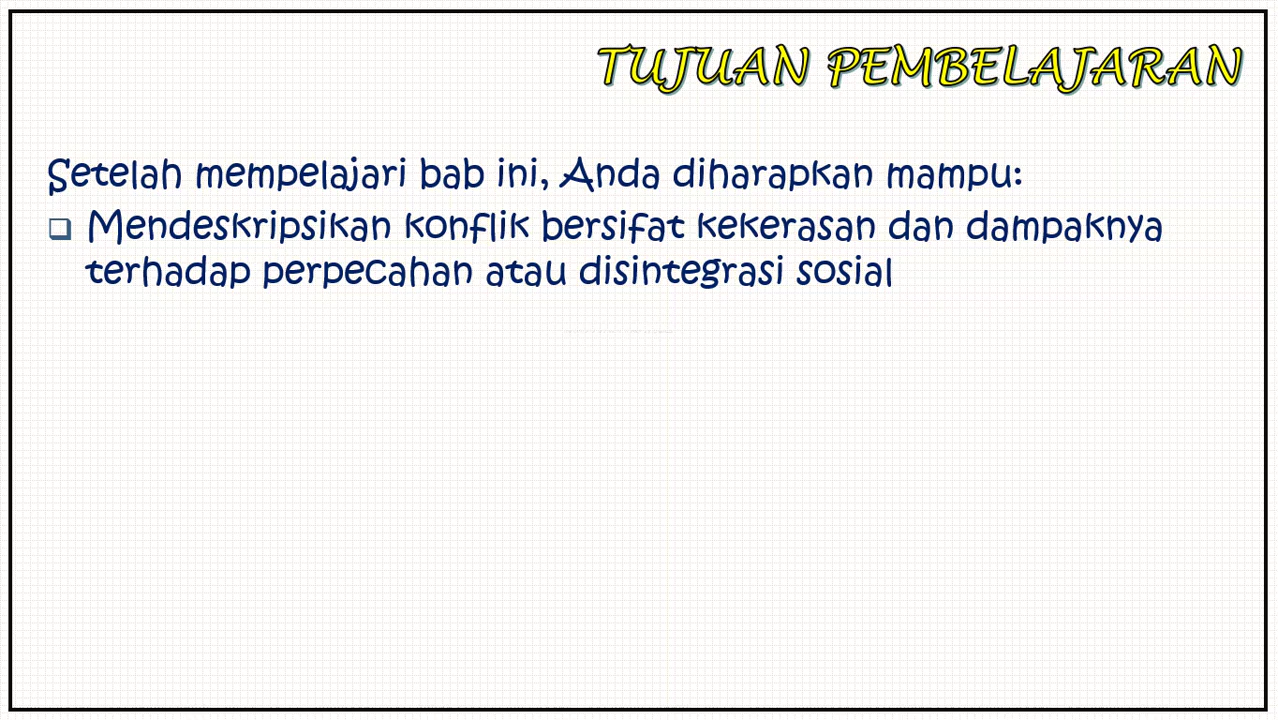 TUJUAN PEMBELAJARAN
Setelah mempelajari bab ini, Anda diharapkan mampu:
❑ Mendeskripsikan konflik bersifat kekerasan dan dampaknya
terhadap perpecahan atau disintegrasi sosial